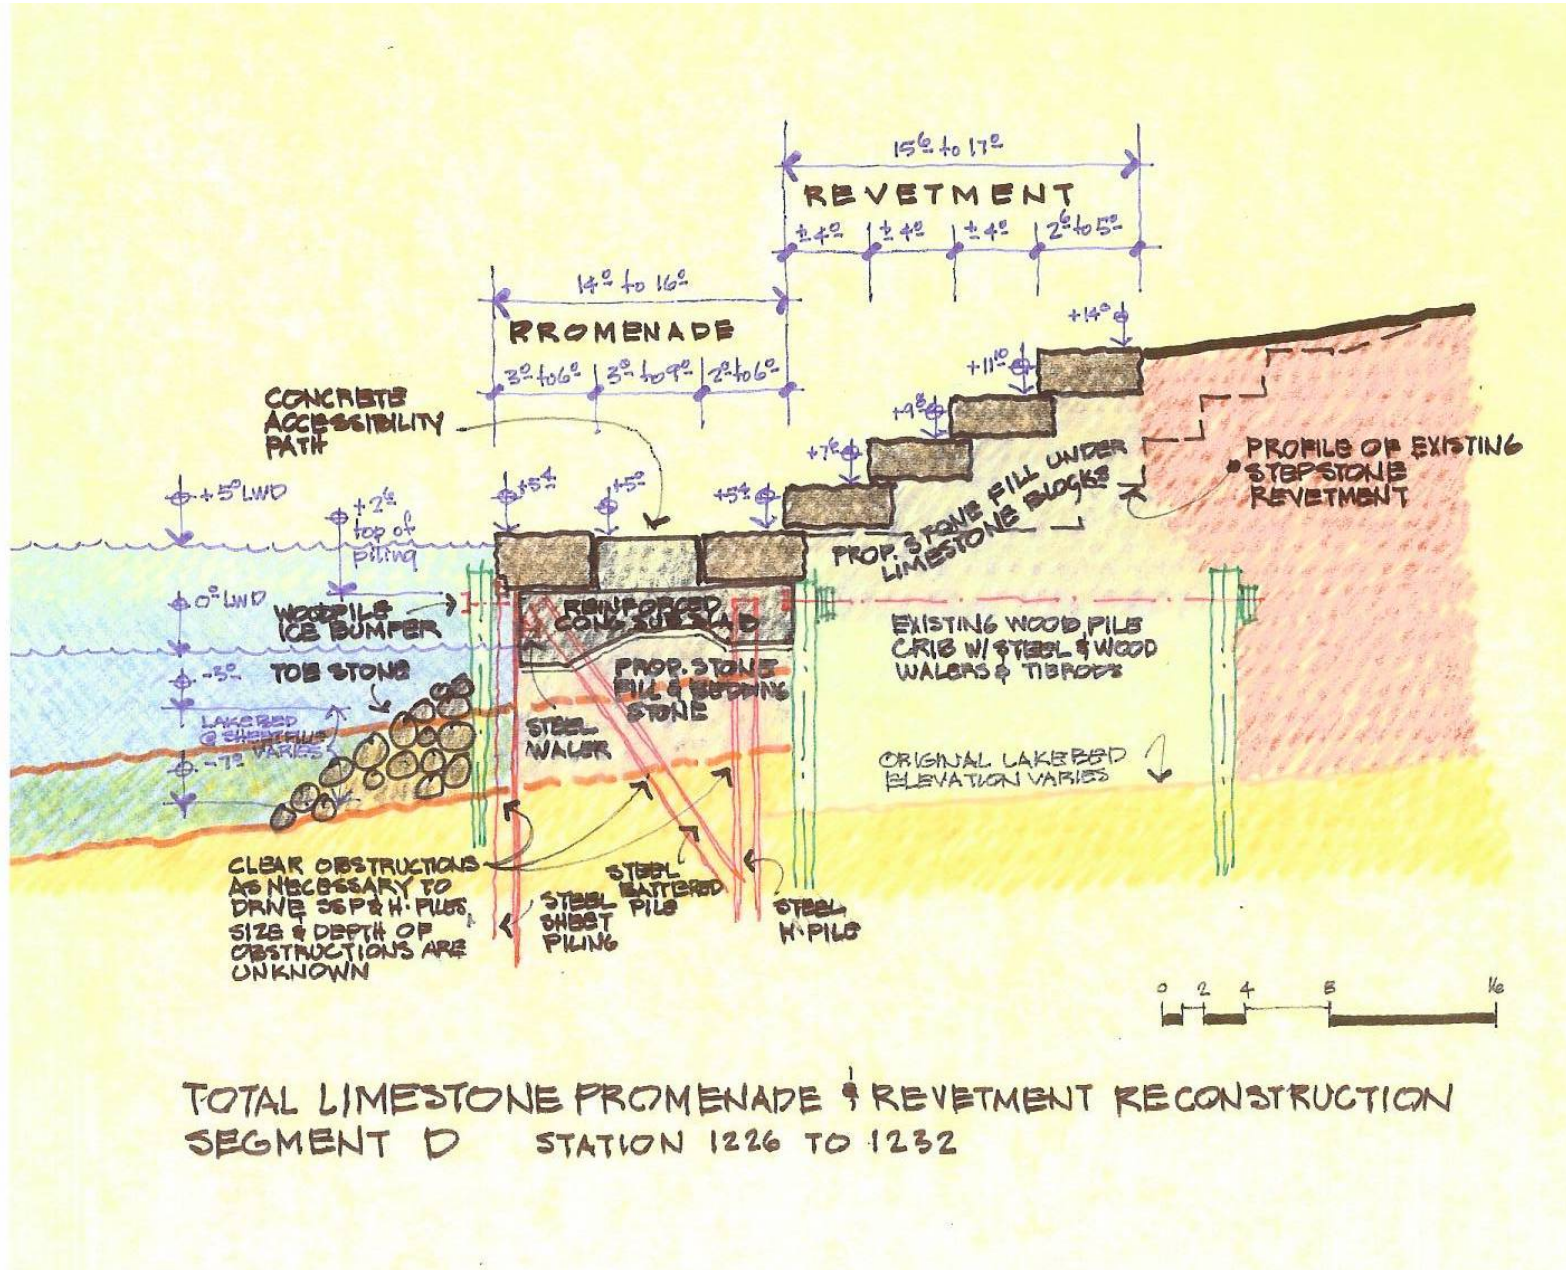 15⁶ to 17⁰
REVETMENT
±4⁰ ±4⁰ ±4⁰ 2⁶ to 5⁰
14⁰ to 16⁰
PROMENADE
3⁰ to 6⁰ 3⁰ to 9⁰ 2⁰ to 6⁰
+14⁰
+11¹⁰
+9⁸
+7⁶
+5⁴
+5⁰
+5⁴
CONCRETE
ACCESSIBILITY
PATH
+5⁰ LWD
+2⁶
top of
piling
0⁰ LWD
-3⁰
-7⁰
WOODPILE
ICE BUMPER
TOE STONE
LAKEBED
@ SHEETPILING
VARIES
REINFORCED
CONC SUBSLAB
PROP. STONE
FILL & BEDDING
STONE
STEEL
WALER
PROP. STONE FILL UNDER
LIMESTONE BLOCKS
PROFILE OF EXISTING
STEPSTONE
REVETMENT
EXISTING WOOD PILE
CRIB W/ STEEL & WOOD
WALERS & TIERODS
ORIGINAL LAKEBED
ELEVATION VARIES
CLEAR OBSTRUCTIONS
AS NECESSARY TO
DRIVE SSP & H-PILES,
SIZE & DEPTH OF
OBSTRUCTIONS ARE
UNKNOWN
STEEL
SHEET
PILING
STEEL
BATTERED
PILE
STEEL
H-PILE
0 2 4 8 16
TOTAL LIMESTONE PROMENADE & REVETMENT RECONSTRUCTION
SEGMENT D STATION 1226 TO 1232